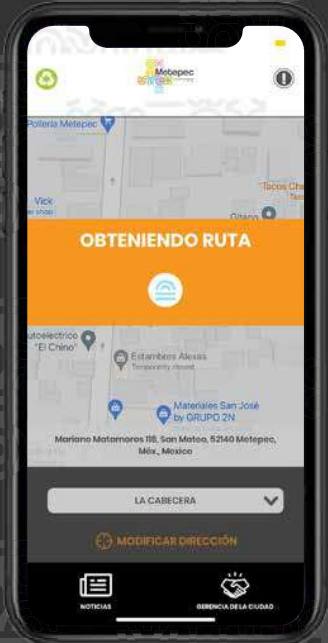 Metepec
Pollería Metepec
Vick
Tacos Cha
Gitano
OBTENIENDO RUTA
utoelectrico
"El Chino"
Estambres Alexas
Temporarily closed
Materiales San José
by GRUPO 2N
Mariano Matamoros 118, San Mateo, 52140 Metepec,
Méx., Mexico
LA CABECERA
MODIFICAR DIRECCIÓN
NOTICIAS
GERENCIA DE LA CIUDAD